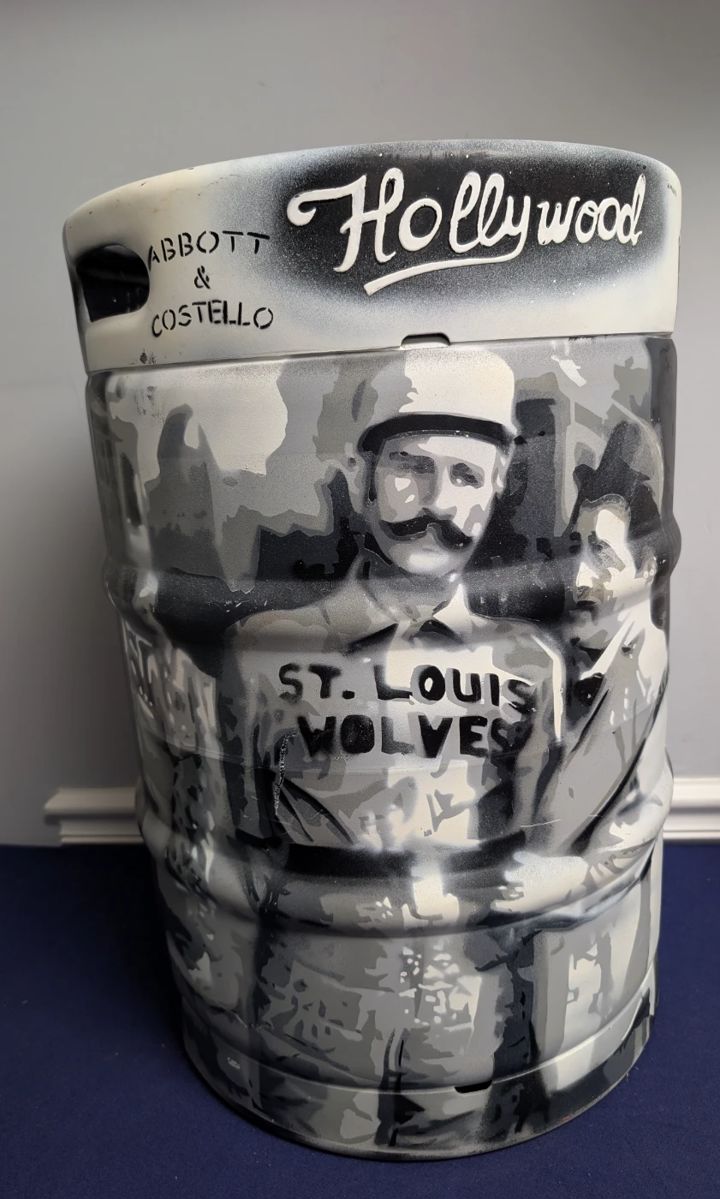 Hollywood
ABBOTT
&
COSTELLO
ST. LOUIS
WOLVES